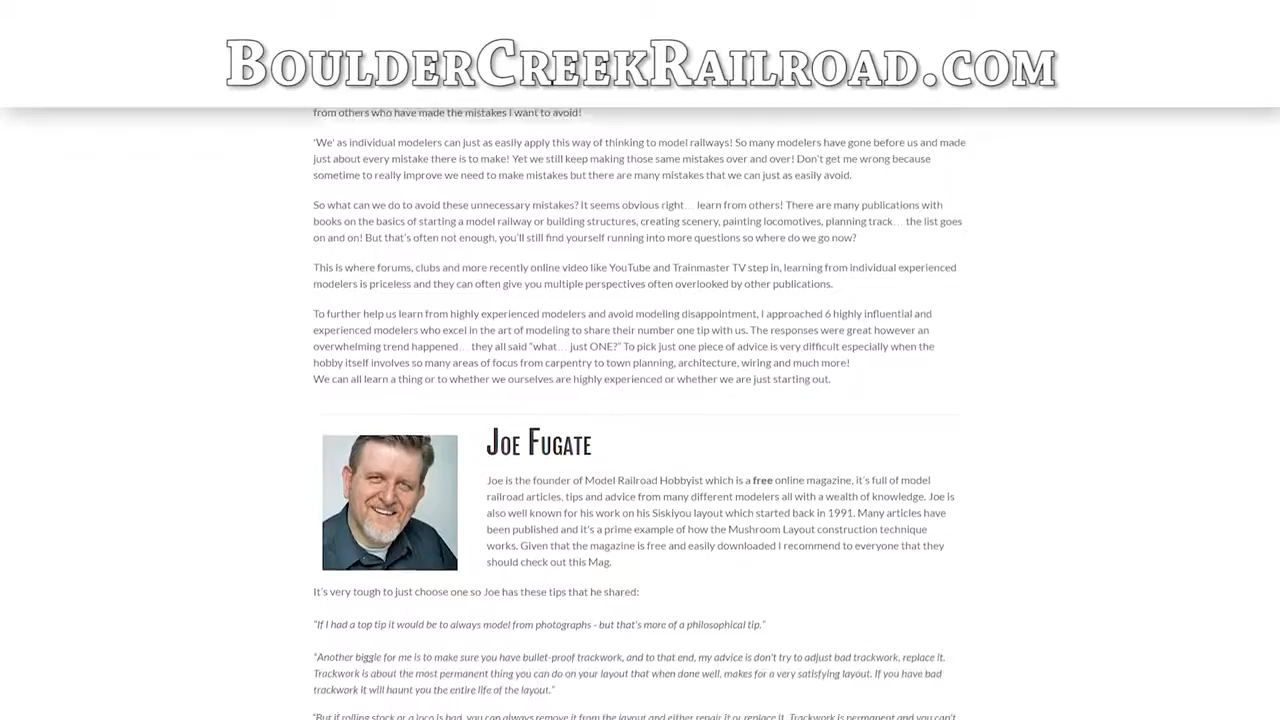 BoulderCreekRailroad.com
from others who have made the mistakes I want to avoid!
'We' as individual modelers can just as easily apply this way of thinking to model railways! So many modelers have gone before us and made
just about every mistake there is to make! Yet we still keep making those same mistakes over and over! Don't get me wrong because
sometime to really improve we need to make mistakes but there are many mistakes that we can just as easily avoid.
So what can we do to avoid these unnecessary mistakes? It seems obvious right… learn from others! There are many publications with
books on the basics of starting a model railway or building structures, creating scenery, painting locomotives, planning track… the list goes
on and on! But that's often not enough, you'll still find yourself running into more questions so where do we go now?
This is where forums, clubs and more recently online video like YouTube and Trainmaster TV step in, learning from individual experienced
modelers is priceless and they can often give you multiple perspectives often overlooked by other publications.
To further help us learn from highly experienced modelers and avoid modeling disappointment, I approached 6 highly influential and
experienced modelers who excel in the art of modeling to share their number one tip with us. The responses were great however an
overwhelming trend happened… they all said "what… just ONE?" To pick just one piece of advice is very difficult especially when the
hobby itself involves so many areas of focus from carpentry to town planning, architecture, wiring and much more!
We can all learn a thing or to whether we ourselves are highly experienced or whether we are just starting out.
Joe Fugate
Joe is the founder of Model Railroad Hobbyist which is a free online magazine, it's full of model
railroad articles, tips and advice from many different modelers all with a wealth of knowledge. Joe is
also well known for his work on his Siskiyou layout which started back in 1991. Many articles have
been published and it's a prime example of how the Mushroom Layout construction technique
works. Given that the magazine is free and easily downloaded I recommend to everyone that they
should check out this Mag.
It's very tough to just choose one so Joe has these tips that he shared:
"If I had a top tip it would be to always model from photographs - but that's more of a philosophical tip."
"Another biggie for me is to make sure you have bullet-proof trackwork, and to that end, my advice is don't try to adjust bad trackwork, replace it.
Trackwork is about the most permanent thing you can do on your layout that when done well, makes for a very satisfying layout. If you have bad
trackwork it will haunt you the entire life of the layout."
"But if rolling stock or a loco is bad, you can always remove it from the layout and either repair it or replace it. Trackwork is permanent and you can't